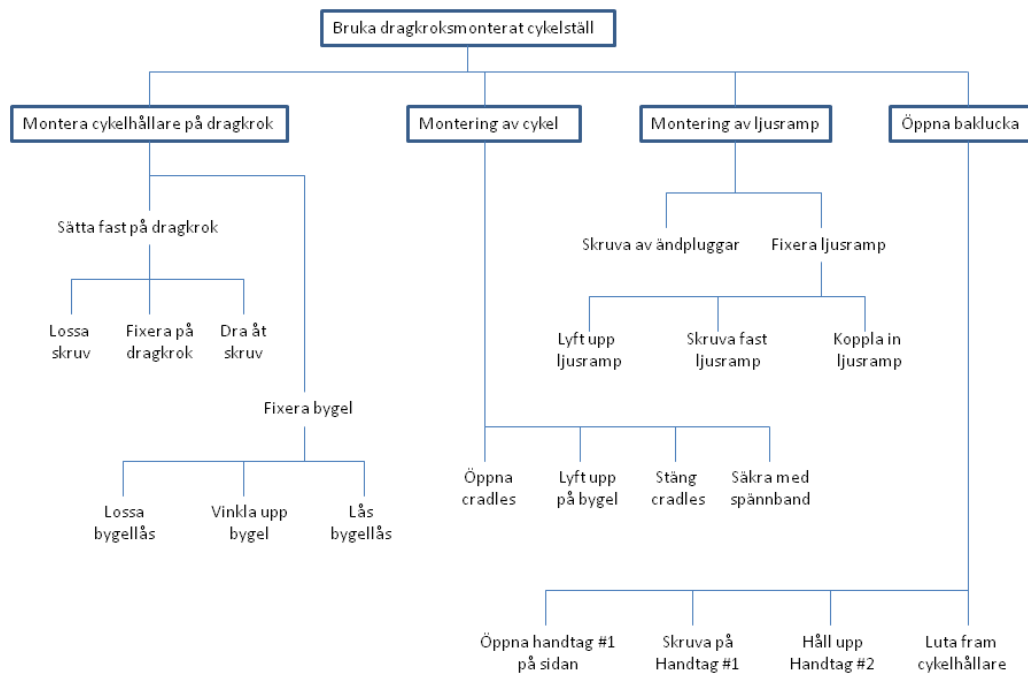 Bruka dragkroksmonterat cykelställ
Montera cykelhållare på dragkrok
Montering av cykel
Montering av ljusramp
Öppna baklucka
Sätta fast på dragkrok
Skruva av ändpluggar
Fixera ljusramp
Lossa
skruv
Fixera på
dragkrok
Dra åt
skruv
Lyft upp
ljusramp
Skruva fast
ljusramp
Koppla in
ljusramp
Fixera bygel
Öppna
cradles
Lyft upp
på bygel
Stäng
cradles
Säkra med
spännband
Lossa
bygellås
Vinkla upp
bygel
Lås
bygellås
Öppna handtag #1
på sidan
Skruva på
Handtag #1
Håll upp
Handtag #2
Luta fram
cykelhållare